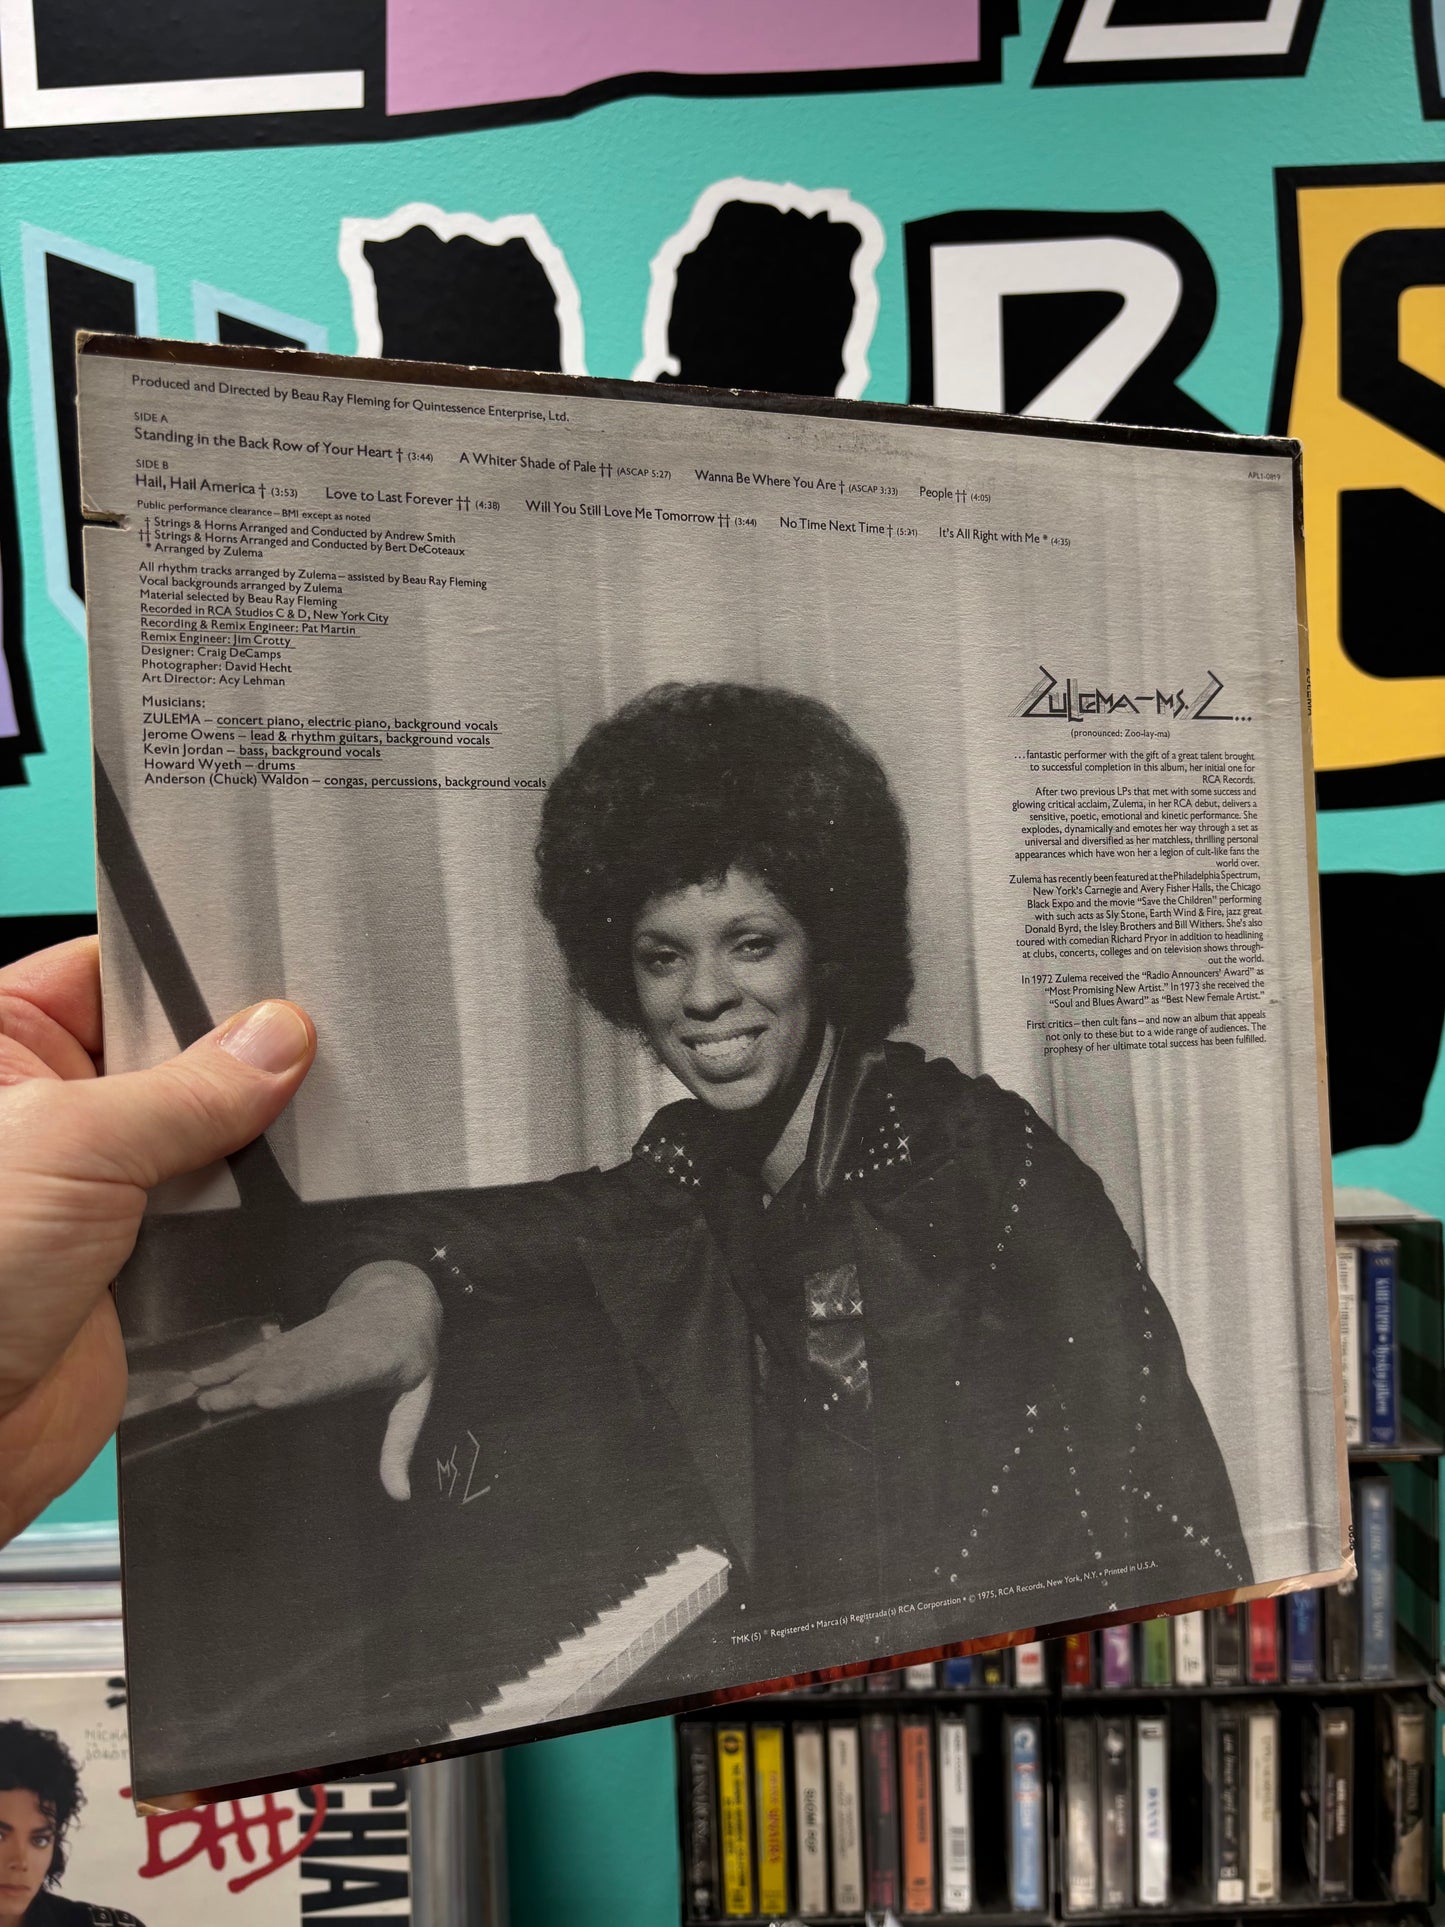 Produced and Directed by Beau Ray Fleming for Quintessence Enterprise, Ltd.
APL1-0819
SIDE A
Standing in the Back Row of Your Heart † (3:44) A Whiter Shade of Pale †† (ASCAP 5:27) Wanna Be Where You Are † (ASCAP 3:33) People †† (4:05)
SIDE B
Hail, Hail America † (3:53) Love to Last Forever †† (4:38) Will You Still Love Me Tomorrow †† (3:44) No Time Next Time † (5:21) It's All Right with Me * (4:35)
Public performance clearance – BMI except as noted
† Strings & Horns Arranged and Conducted by Andrew Smith
†† Strings & Horns Arranged and Conducted by Bert DeCoteaux
* Arranged by Zulema
All rhythm tracks arranged by Zulema – assisted by Beau Ray Fleming
Vocal backgrounds arranged by Zulema
Material selected by Beau Ray Fleming
Recorded in RCA Studios C & D, New York City
Recording & Remix Engineer: Pat Martin
Remix Engineer: Jim Crotty
Designer: Craig DeCamps
Photographer: David Hecht
Art Director: Acy Lehman
Musicians:
ZULEMA – concert piano, electric piano, background vocals
Jerome Owens – lead & rhythm guitars, background vocals
Kevin Jordan – bass, background vocals
Howard Wyeth – drums
Anderson (Chuck) Waldon – congas, percussions, background vocals
ZULEMA–MS. Z...
(pronounced: Zoo-lay-ma)
...fantastic performer with the gift of a great talent brought
to successful completion in this album, her initial one for
RCA Records.
After two previous LPs that met with some success and
glowing critical acclaim, Zulema, in her RCA debut, delivers a
sensitive, poetic, emotional and kinetic performance. She
explodes, dynamically and emotes her way through a set as
universal and diversified as her matchless, thrilling personal
appearances which have won her a legion of cult-like fans the
world over.
Zulema has recently been featured at the Philadelphia Spectrum,
New York's Carnegie and Avery Fisher Halls, the Chicago
Black Expo and the movie "Save the Children" performing
with such acts as Sly Stone, Earth Wind & Fire, jazz great
Donald Byrd, the Isley Brothers and Bill Withers. She's also
toured with comedian Richard Pryor in addition to headlining
at clubs, concerts, colleges and on television shows through-
out the world.
In 1972 Zulema received the "Radio Announcers' Award" as
"Most Promising New Artist." In 1973 she received the
"Soul and Blues Award" as "Best New Female Artist."
First critics – then cult fans – and now an album that appeals
not only to these but to a wide range of audiences. The
prophesy of her ultimate total success has been fulfilled.
MS. Z.
TMK(S) ® Registered • Marca(s) Registrada(s) RCA Corporation • © 1975, RCA Records, New York, N.Y. • Printed in U.S.A.
ZULEMA
BAD